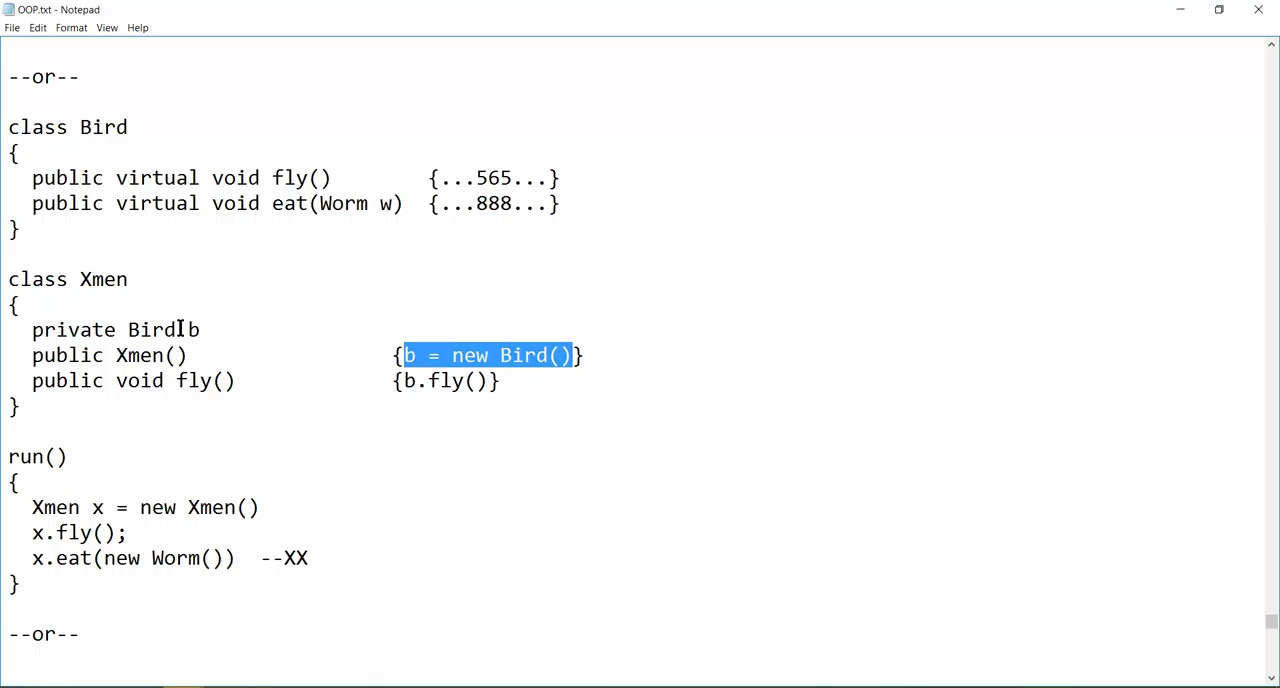 OOP.txt - Notepad
File Edit Format View Help
--or--
class Bird
{
public virtual void fly() {...565...}
public virtual void eat(Worm w) {...888...}
}
class Xmen
{
private Bird b
public Xmen() {b = new Bird()}
public void fly() {b.fly()}
}
run()
{
Xmen x = new Xmen()
x.fly();
x.eat(new Worm()) --XX
}
--or--